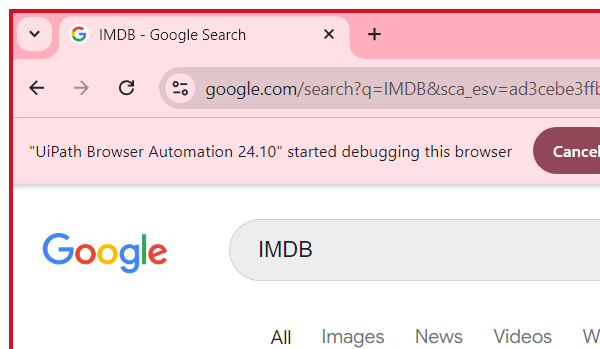 IMDB - Google Search
google.com/search?q=IMDB&sca_esv=ad3cebe3ffb
"UiPath Browser Automation 24.10" started debugging this browser
Cancel
Google
IMDB
All Images News Videos W